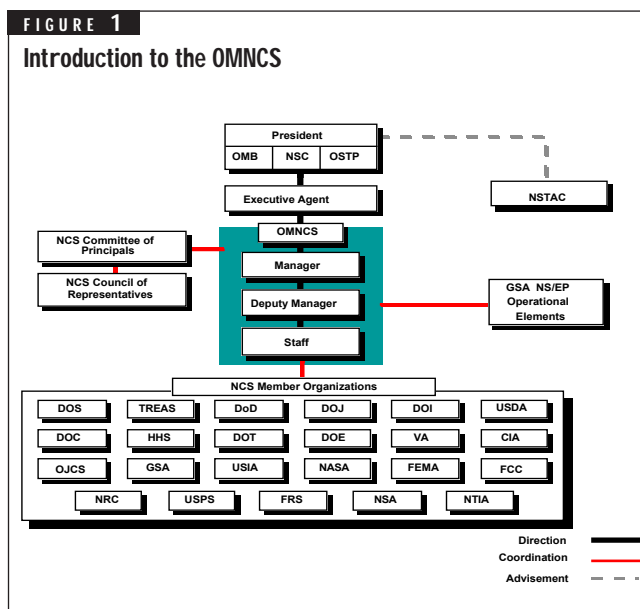 FIGURE 1
Introduction to the OMNCS
President
OMB NSC OSTP
NSTAC
Executive Agent
OMNCS
NCS Committee of
Principals
Manager
NCS Council of
Representatives
Deputy Manager
GSA NS/EP
Operational
Elements
Staff
NCS Member Organizations
DOS TREAS DoD DOJ DOI USDA
DOC HHS DOT DOE VA CIA
OJCS GSA USIA NASA FEMA FCC
NRC USPS FRS NSA NTIA
Direction
Coordination
Advisement